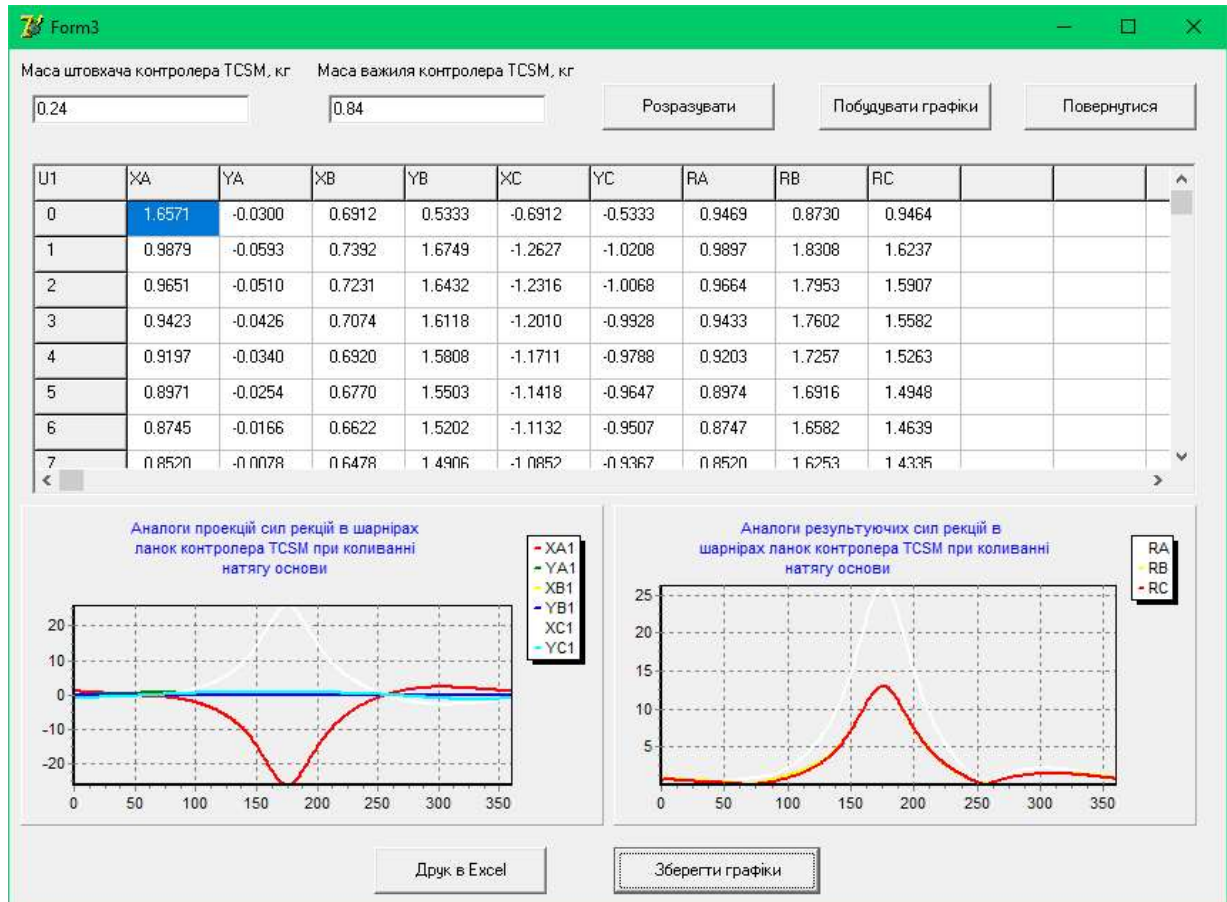 Form3
Маса штовхача контролера TCSM, кг Маса важиля контролера TCSM, кг
0.24 0.84 Розразувати Побудувати графіки Повернутися
U1 XA YA XB YB XC YC RA RB RC
0 1.6571 -0.0300 0.6912 0.5333 -0.6912 -0.5333 0.9469 0.8730 0.9464
1 0.9879 -0.0593 0.7392 1.6749 -1.2627 -1.0208 0.9897 1.8308 1.6237
2 0.9651 -0.0510 0.7231 1.6432 -1.2316 -1.0068 0.9664 1.7953 1.5907
3 0.9423 -0.0426 0.7074 1.6118 -1.2010 -0.9928 0.9433 1.7602 1.5582
4 0.9197 -0.0340 0.6920 1.5808 -1.1711 -0.9788 0.9203 1.7257 1.5263
5 0.8971 -0.0254 0.6770 1.5503 -1.1418 -0.9647 0.8974 1.6916 1.4948
6 0.8745 -0.0166 0.6622 1.5202 -1.1132 -0.9507 0.8747 1.6582 1.4639
7 0.8520 -0.0078 0.6478 1.4906 -1.0852 -0.9367 0.8520 1.6253 1.4335
Аналоги проекцій сил рекцій в шарнірах
ланок контролера TCSM при коливанні
натягу основи
XA1
YA1
XB1
YB1
XC1
YC1
20
10
0
-10
-20
0 50 100 150 200 250 300 350
Аналоги результуючих сил рекцій в
шарнірах ланок контролера TCSM при коливанні
натягу основи
RA
RB
RC
25
20
15
10
5
0 50 100 150 200 250 300 350
Друк в Excel Зберегти графіки